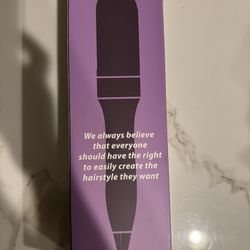 We always believe
that everyone
should have the right
to easily create the
hairstyle they want